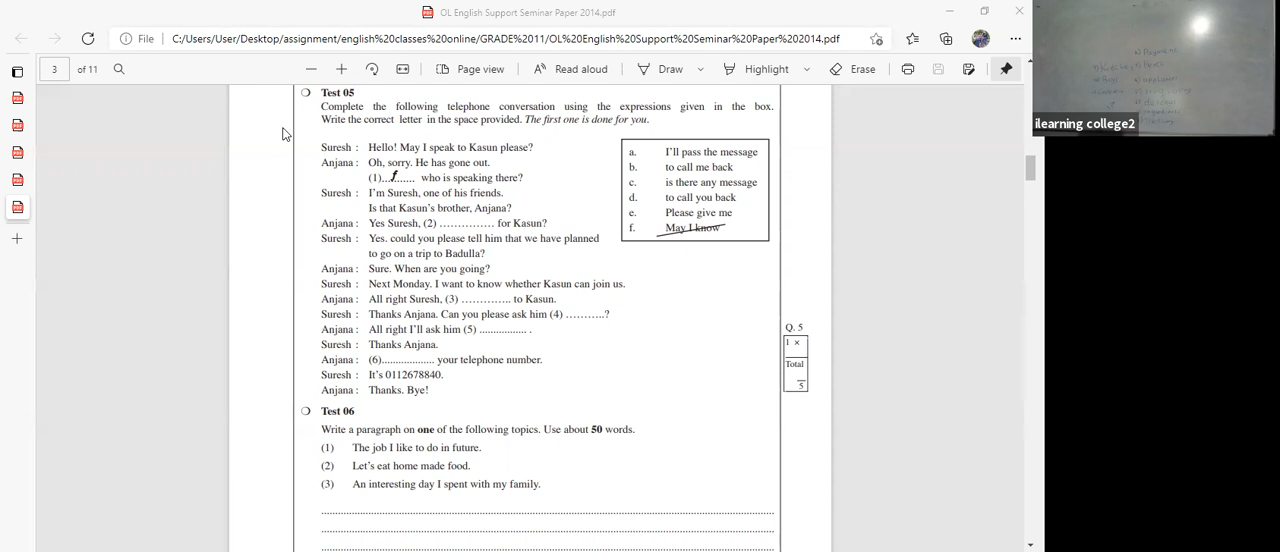 OL English Support Seminar Paper 2014.pdf
File
C:/Users/User/Desktop/assignment/english%20classes%20online/GRADE%2011/OL%20English%20Support%20Seminar%20Paper%202014.pdf
3 of 11
Page view
Read aloud
Draw
Highlight
Erase
ilearning college2
Test 05
Complete the following telephone conversation using the expressions given in the box.
Write the correct letter in the space provided. The first one is done for you.
Suresh : Hello! May I speak to Kasun please?
Anjana : Oh, sorry. He has gone out.
(1)...f....... who is speaking there?
Suresh : I'm Suresh, one of his friends.
Is that Kasun's brother, Anjana?
Anjana : Yes Suresh, (2) …………… for Kasun?
Suresh : Yes. could you please tell him that we have planned
to go on a trip to Badulla?
Anjana : Sure. When are you going?
Suresh : Next Monday. I want to know whether Kasun can join us.
Anjana : All right Suresh, (3) ………….. to Kasun.
Suresh : Thanks Anjana. Can you please ask him (4) ………..?
Anjana : All right I'll ask him (5) ................ .
Suresh : Thanks Anjana.
Anjana : (6).................. your telephone number.
Suresh : It's 0112678840.
Anjana : Thanks. Bye!
a. I'll pass the message
b. to call me back
c. is there any message
d. to call you back
e. Please give me
f. May I know
Q. 5
1 ×
Total
5
Test 06
Write a paragraph on one of the following topics. Use about 50 words.
(1) The job I like to do in future.
(2) Let's eat home made food.
(3) An interesting day I spent with my family.